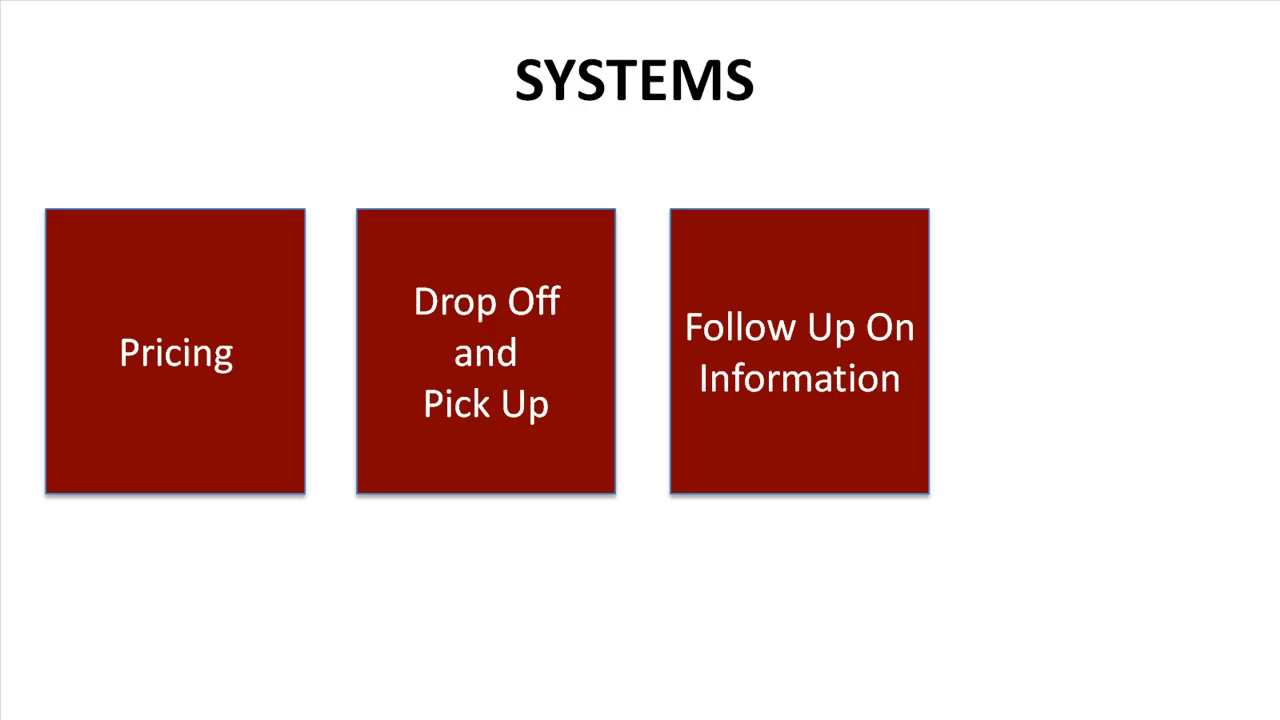 SYSTEMS
Pricing
Drop Off
and
Pick Up
Follow Up On
Information